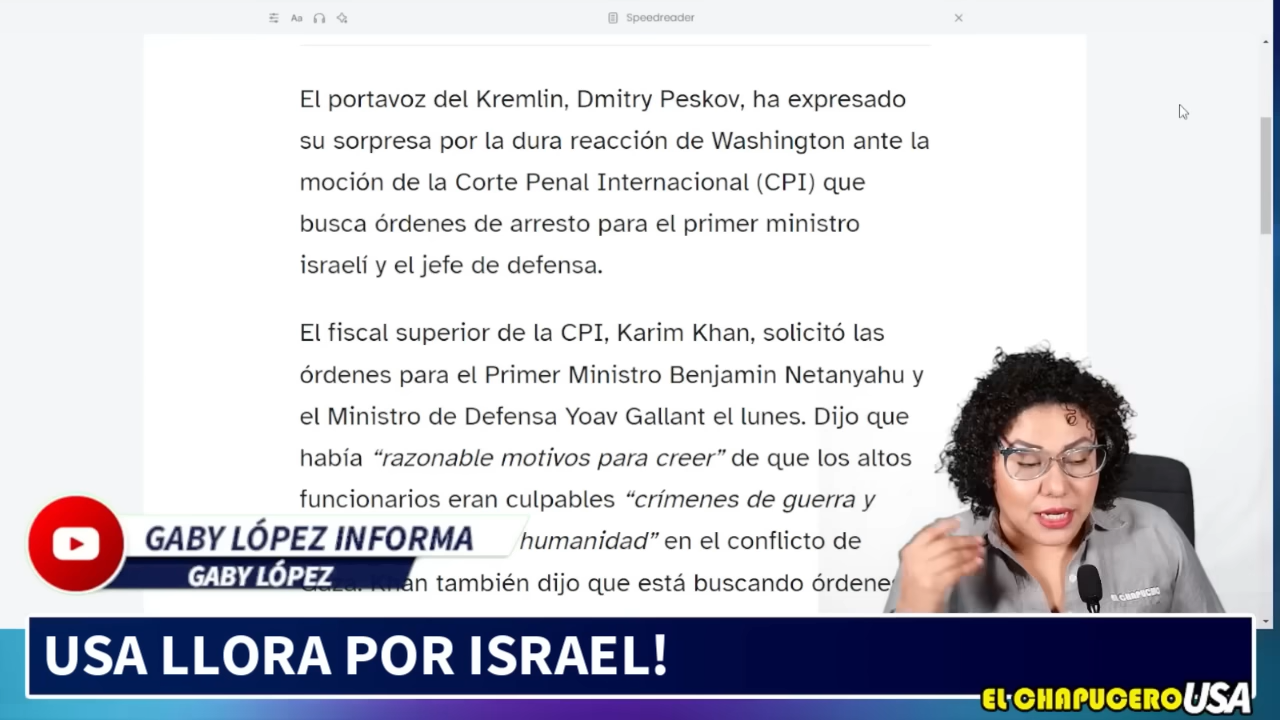 Aa
Speedreader
El portavoz del Kremlin, Dmitry Peskov, ha expresado
su sorpresa por la dura reacción de Washington ante la
moción de la Corte Penal Internacional (CPI) que
busca órdenes de arresto para el primer ministro
israelí y el jefe de defensa.
El fiscal superior de la CPI, Karim Khan, solicitó las
órdenes para el Primer Ministro Benjamin Netanyahu y
el Ministro de Defensa Yoav Gallant el lunes. Dijo que
había “razonable motivos para creer” de que los altos
funcionarios eran culpables “crímenes de guerra y
humanidad” en el conflicto de
Gaza. Khan también dijo que está buscando órdenes
GABY LÓPEZ INFORMA
GABY LÓPEZ
EL CHAPUCERO
USA LLORA POR ISRAEL!
EL CHAPUCERO USA